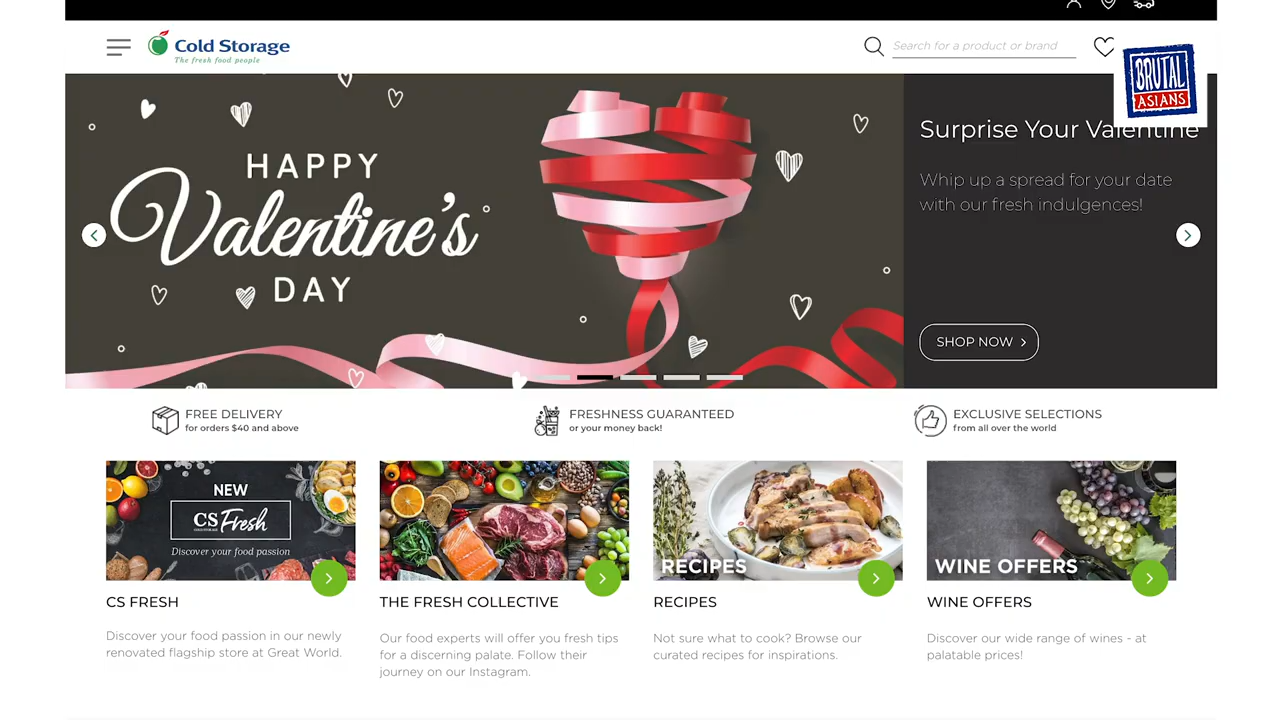 Cold Storage
The fresh food people
Search for a product or brand
BRUTAL
ASIANS
HAPPY
Valentine's
DAY
Surprise Your Valentine
Whip up a spread for your date
with our fresh indulgences!
SHOP NOW
FREE DELIVERY
for orders $40 and above
FRESHNESS GUARANTEED
or your money back!
EXCLUSIVE SELECTIONS
from all over the world
NEW
CS Fresh
Discover your food passion
RECIPES
WINE OFFERS
CS FRESH
Discover your food passion in our newly
renovated flagship store at Great World.
THE FRESH COLLECTIVE
Our food experts will offer you fresh tips
for a discerning palate. Follow their
journey on our Instagram.
RECIPES
Not sure what to cook? Browse our
curated recipes for inspirations.
WINE OFFERS
Discover our wide range of wines - at
palatable prices!